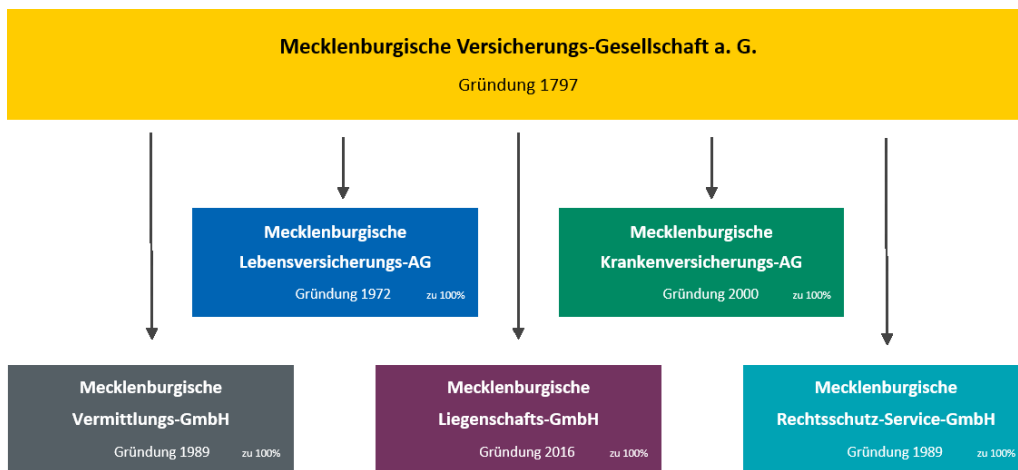 Mecklenburgische Versicherungs-Gesellschaft a. G.
Gründung 1797
Mecklenburgische
Lebensversicherungs-AG
Gründung 1972 zu 100%
Mecklenburgische
Krankenversicherungs-AG
Gründung 2000 zu 100%
Mecklenburgische
Vermittlungs-GmbH
Gründung 1989 zu 100%
Mecklenburgische
Liegenschafts-GmbH
Gründung 2016 zu 100%
Mecklenburgische
Rechtsschutz-Service-GmbH
Gründung 1989 zu 100%